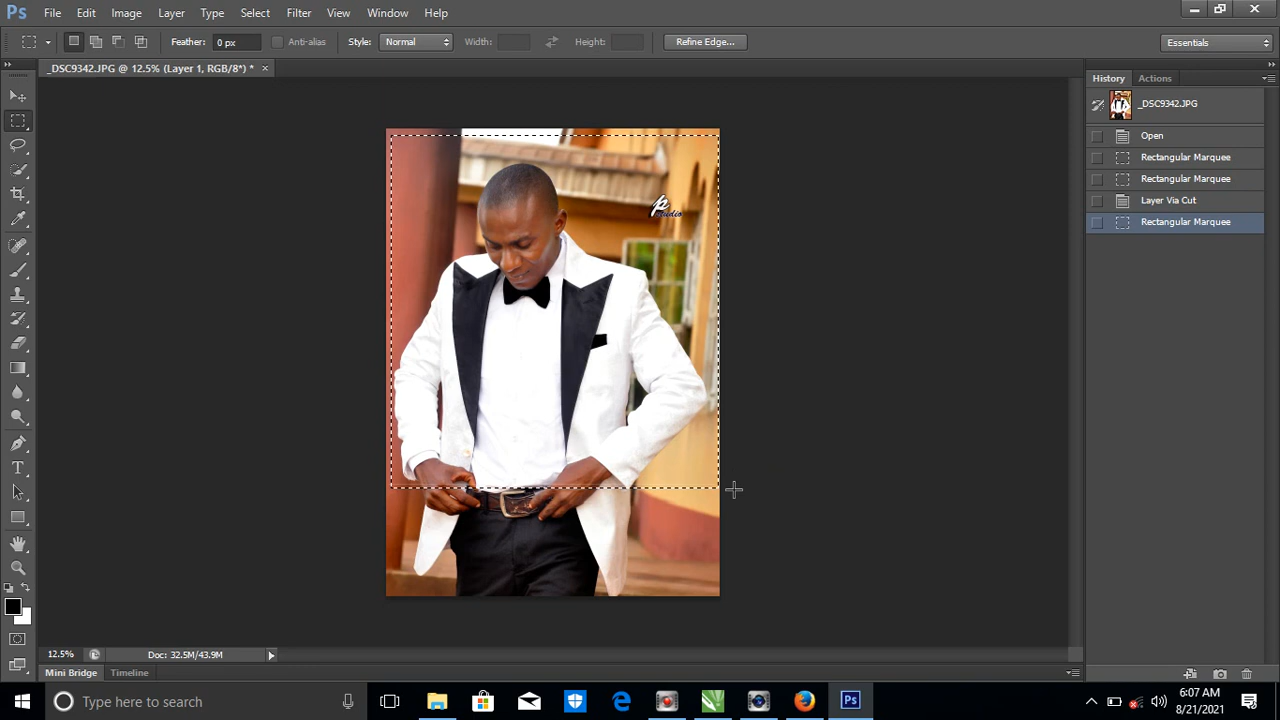 Ps File Edit Image Layer Type Select Filter View Window Help
Feather: 0 px Anti-alias Style: Normal Width: Height: Refine Edge... Essentials
_DSC9342.JPG @ 12.5% (Layer 1, RGB/8*) * ×
History Actions
_DSC9342.JPG
Open
Rectangular Marquee
Rectangular Marquee
Layer Via Cut
Rectangular Marquee
T
12.5% Doc: 32.5M/43.9M
Mini Bridge Timeline
Type here to search
Ps
6:07 AM
8/21/2021